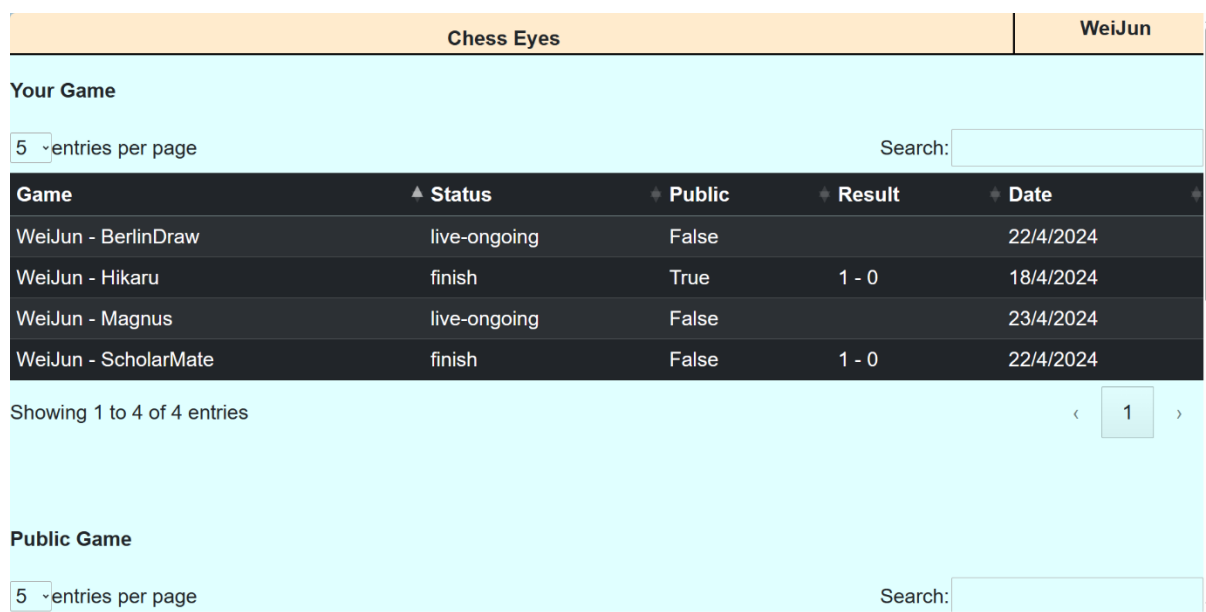 Chess Eyes WeiJun
Your Game
5 entries per page Search:
Game Status Public Result Date
WeiJun - BerlinDraw live-ongoing False 22/4/2024
WeiJun - Hikaru finish True 1 - 0 18/4/2024
WeiJun - Magnus live-ongoing False 23/4/2024
WeiJun - ScholarMate finish False 1 - 0 22/4/2024
Showing 1 to 4 of 4 entries ‹ 1 ›
Public Game
5 entries per page Search: